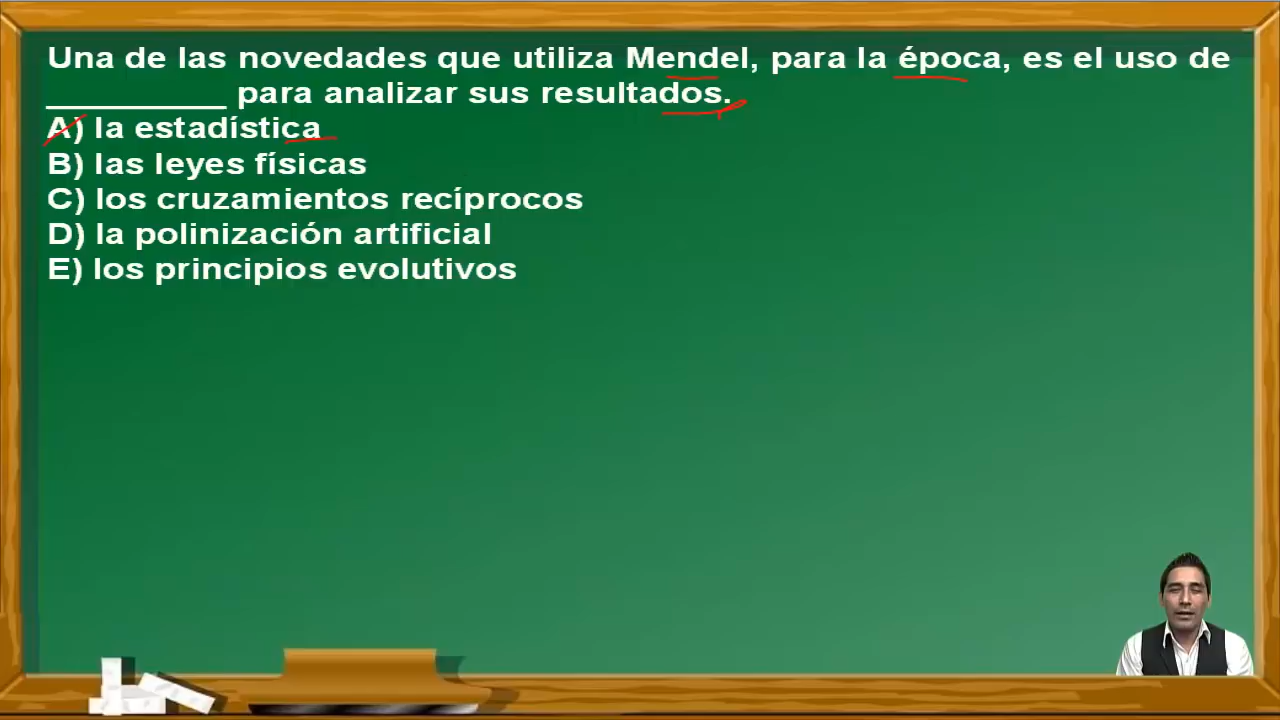 Una de las novedades que utiliza Mendel, para la época, es el uso de
__________ para analizar sus resultados.
A) la estadística
B) las leyes físicas
C) los cruzamientos recíprocos
D) la polinización artificial
E) los principios evolutivos